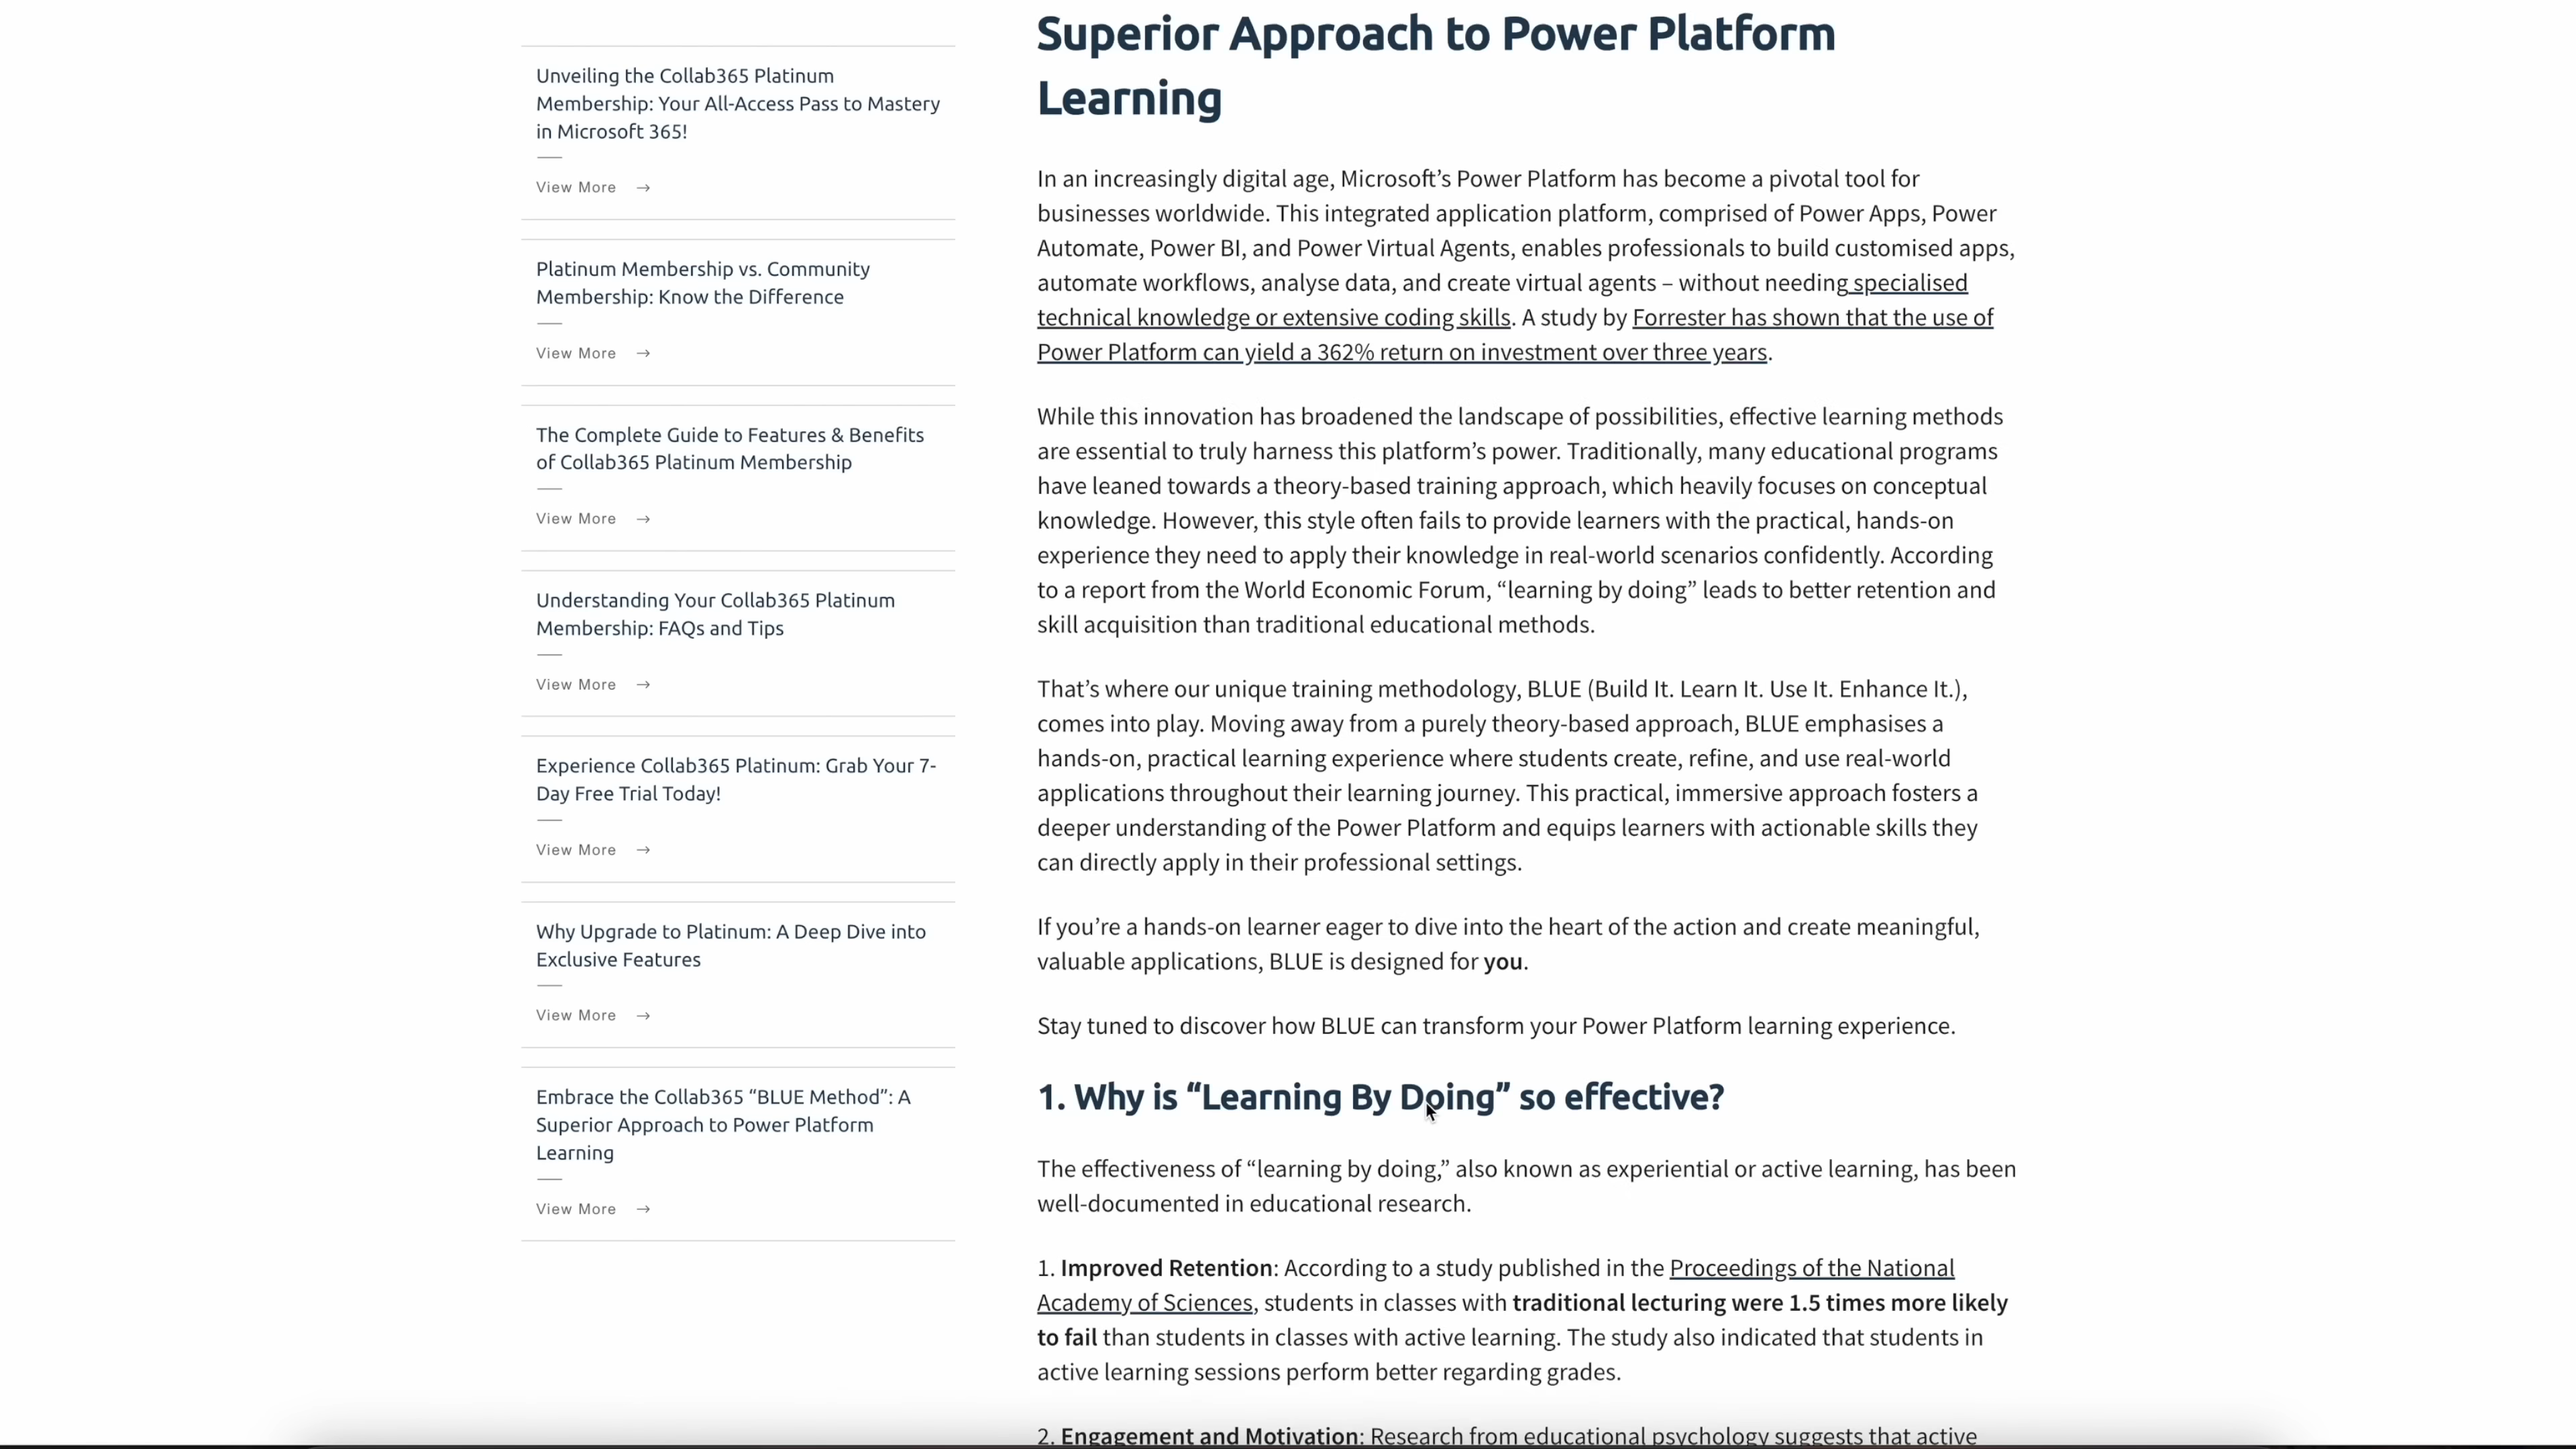 Unveiling the Collab365 Platinum
Membership: Your All-Access Pass to Mastery
in Microsoft 365!
View More →
Platinum Membership vs. Community
Membership: Know the Difference
View More →
The Complete Guide to Features & Benefits
of Collab365 Platinum Membership
View More →
Understanding Your Collab365 Platinum
Membership: FAQs and Tips
View More →
Experience Collab365 Platinum: Grab Your 7-
Day Free Trial Today!
View More →
Why Upgrade to Platinum: A Deep Dive into
Exclusive Features
View More →
Embrace the Collab365 “BLUE Method”: A
Superior Approach to Power Platform
Learning
View More →
Superior Approach to Power Platform
Learning
In an increasingly digital age, Microsoft’s Power Platform has become a pivotal tool for
businesses worldwide. This integrated application platform, comprised of Power Apps, Power
Automate, Power BI, and Power Virtual Agents, enables professionals to build customised apps,
automate workflows, analyse data, and create virtual agents – without needing specialised
technical knowledge or extensive coding skills. A study by Forrester has shown that the use of
Power Platform can yield a 362% return on investment over three years.
While this innovation has broadened the landscape of possibilities, effective learning methods
are essential to truly harness this platform’s power. Traditionally, many educational programs
have leaned towards a theory-based training approach, which heavily focuses on conceptual
knowledge. However, this style often fails to provide learners with the practical, hands-on
experience they need to apply their knowledge in real-world scenarios confidently. According
to a report from the World Economic Forum, “learning by doing” leads to better retention and
skill acquisition than traditional educational methods.
That’s where our unique training methodology, BLUE (Build It. Learn It. Use It. Enhance It.),
comes into play. Moving away from a purely theory-based approach, BLUE emphasises a
hands-on, practical learning experience where students create, refine, and use real-world
applications throughout their learning journey. This practical, immersive approach fosters a
deeper understanding of the Power Platform and equips learners with actionable skills they
can directly apply in their professional settings.
If you’re a hands-on learner eager to dive into the heart of the action and create meaningful,
valuable applications, BLUE is designed for you.
Stay tuned to discover how BLUE can transform your Power Platform learning experience.
1. Why is “Learning By Doing” so effective?
The effectiveness of “learning by doing,” also known as experiential or active learning, has been
well-documented in educational research.
1. Improved Retention: According to a study published in the Proceedings of the National
Academy of Sciences, students in classes with traditional lecturing were 1.5 times more likely
to fail than students in classes with active learning. The study also indicated that students in
active learning sessions perform better regarding grades.
2. Engagement and Motivation: Research from educational psychology suggests that active